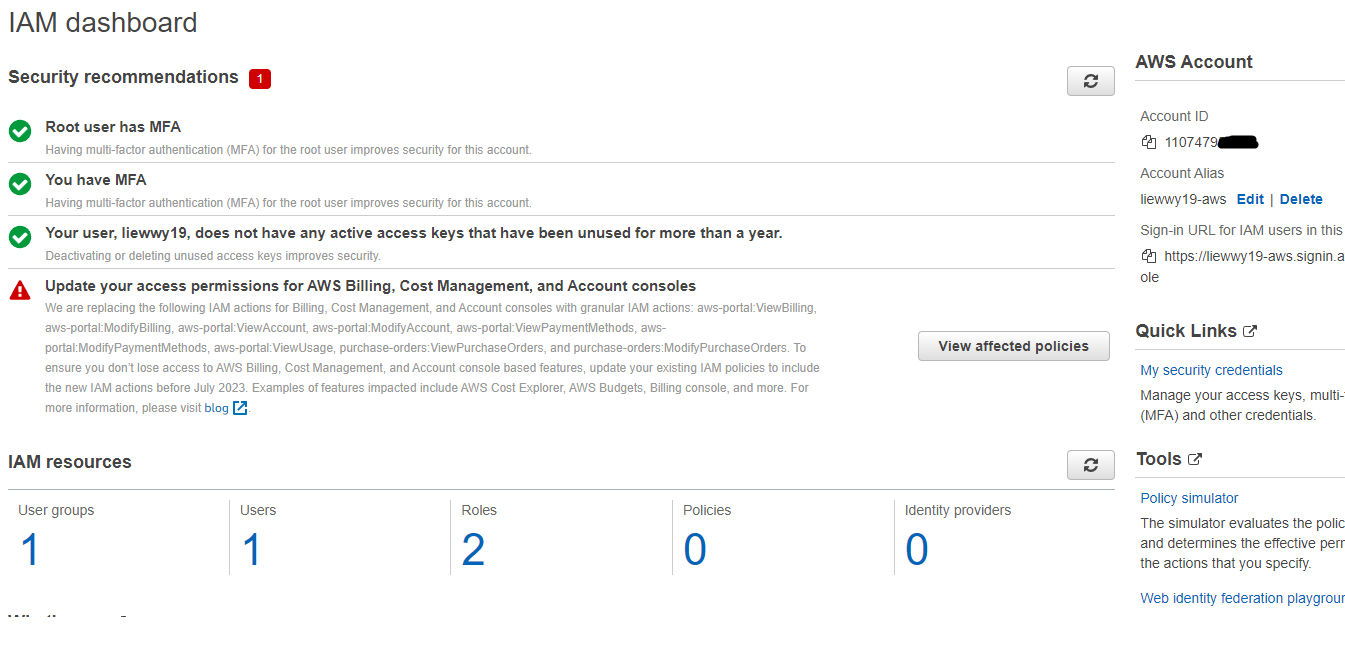 IAM dashboard
Security recommendations 1
Root user has MFA
Having multi-factor authentication (MFA) for the root user improves security for this account.
You have MFA
Having multi-factor authentication (MFA) for the root user improves security for this account.
Your user, liewwy19, does not have any active access keys that have been unused for more than a year.
Deactivating or deleting unused access keys improves security.
Update your access permissions for AWS Billing, Cost Management, and Account consoles
We are replacing the following IAM actions for Billing, Cost Management, and Account consoles with granular IAM actions: aws-portal:ViewBilling,
aws-portal:ModifyBilling, aws-portal:ViewAccount, aws-portal:ModifyAccount, aws-portal:ViewPaymentMethods, aws-
portal:ModifyPaymentMethods, aws-portal:ViewUsage, purchase-orders:ViewPurchaseOrders, and purchase-orders:ModifyPurchaseOrders. To
ensure you don't lose access to AWS Billing, Cost Management, and Account console based features, update your existing IAM policies to include
the new IAM actions before July 2023. Examples of features impacted include AWS Cost Explorer, AWS Budgets, Billing console, and more. For
more information, please visit blog.
View affected policies
IAM resources
User groups
1
Users
1
Roles
2
Policies
0
Identity providers
0
AWS Account
Account ID
1107479
Account Alias
liewwy19-aws Edit | Delete
Sign-in URL for IAM users in this
https://liewwy19-aws.signin.a
ole
Quick Links
My security credentials
Manage your access keys, multi-
(MFA) and other credentials.
Tools
Policy simulator
The simulator evaluates the polic
and determines the effective perr
the actions that you specify.
Web identity federation playgrour